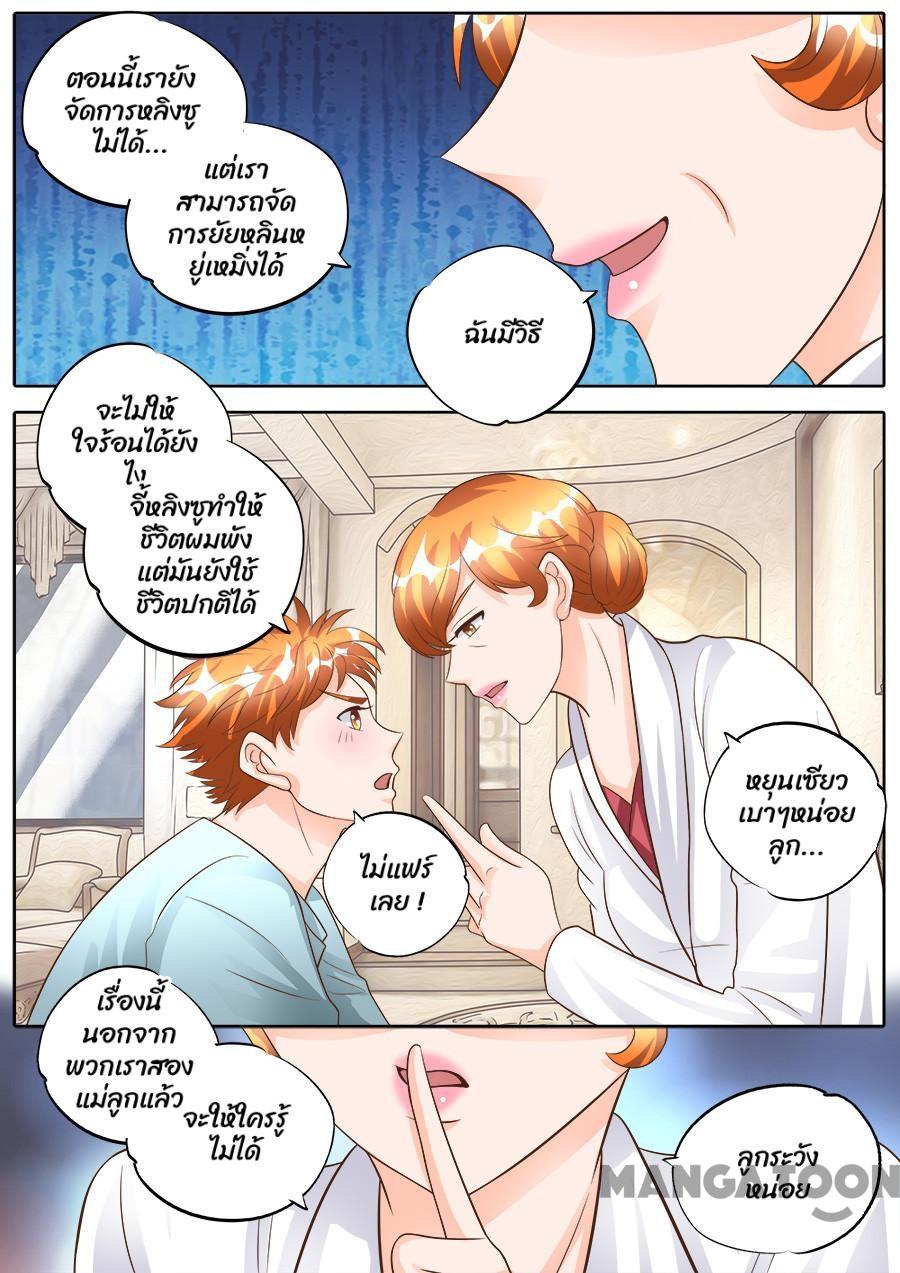 ตอนนี้เรายัง
จัดการหลิงซู
ไม่ได้...
แต่เรา
สามารถจัด
การยัยหลินห
ยู่เหมิ่งได้
ฉันมีวิธี
จะไม่ให้
ใจร้อนได้ยัง
ไง
จี้หลิงซูทำให้
ชีวิตผมพัง
แต่มันยังใช้
ชีวิตปกติได้
หยุนเซียว
เบาๆหน่อย
ลูก...
ไม่แฟร์
เลย !
เรื่องนี้
นอกจาก
พวกเราสอง
แม่ลูกแล้ว
จะให้ใครรู้
ไม่ได้
ลูกระวัง
หน่อย
MANGATOON